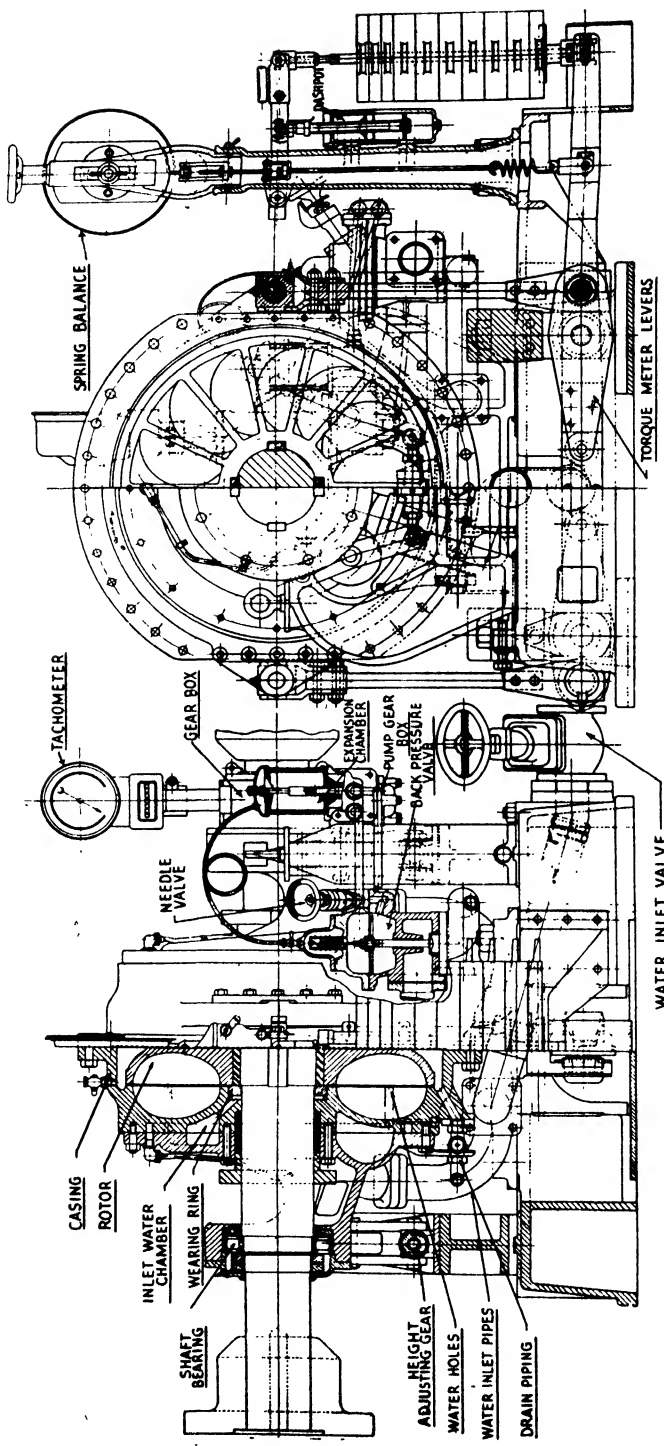 SPRING BALANCE
DASHPOT
TORQUE METER LEVERS
TACHOMETER
GEAR BOX
EXPANSION
CHAMBER
PUMP GEAR
BOX
BACK PRESSURE
VALVE
NEEDLE
VALVE
WATER INLET VALVE
CASING
ROTOR
INLET WATER
CHAMBER
WEARING RING
SHAFT
BEARING
HEIGHT
ADJUSTING GEAR
WATER HOLES
WATER INLET PIPES
DRAIN PIPING